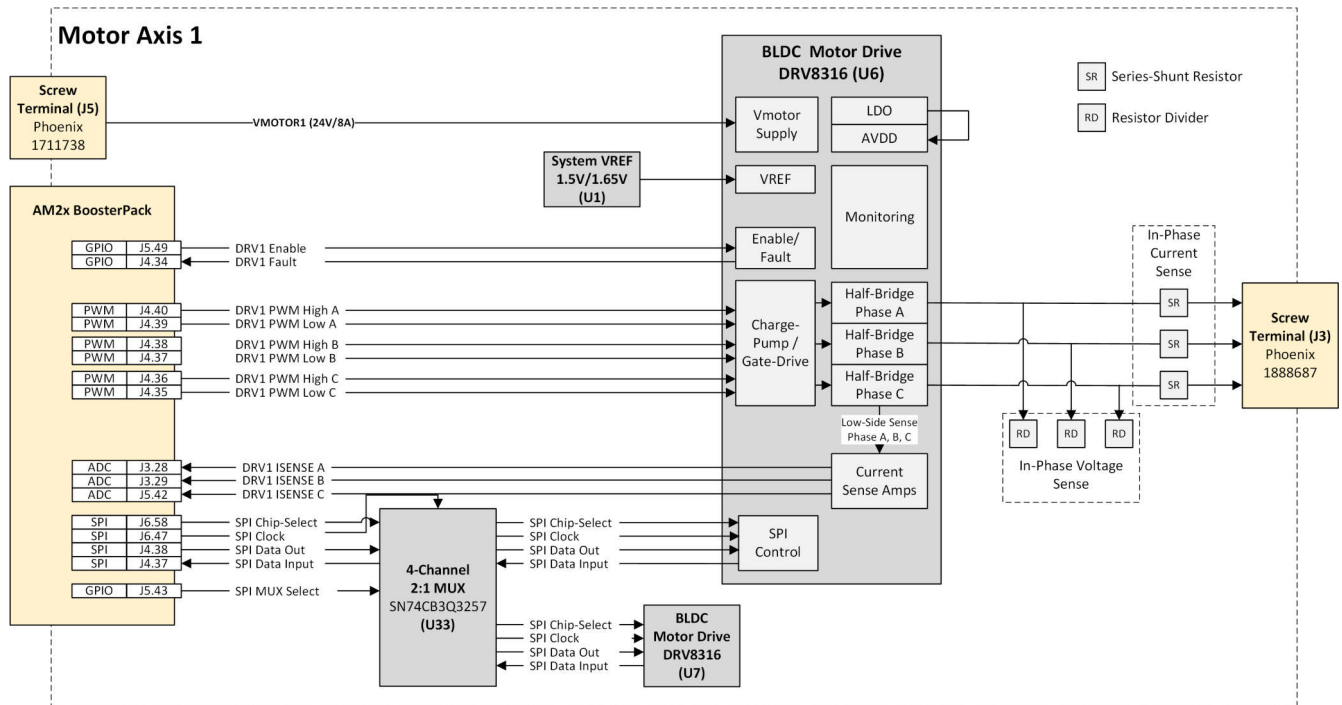 Motor Axis 1
Screw
Terminal (J5)
Phoenix
1711738
VMOTOR1 (24V/8A)
BLDC Motor Drive
DRV8316 (U6)
Vmotor
Supply
LDO
AVDD
SR Series-Shunt Resistor
RD Resistor Divider
System VREF
1.5V/1.65V
(U1)
VREF
Monitoring
AM2x BoosterPack
GPIO J5.49 DRV1 Enable
GPIO J4.34 DRV1 Fault
Enable/
Fault
PWM J4.40 DRV1 PWM High A
PWM J4.39 DRV1 PWM Low A
PWM J4.38 DRV1 PWM High B
PWM J4.37 DRV1 PWM Low B
PWM J4.36 DRV1 PWM High C
PWM J4.35 DRV1 PWM Low C
Charge-
Pump /
Gate-Drive
Half-Bridge
Phase A
Half-Bridge
Phase B
Half-Bridge
Phase C
In-Phase
Current
Sense
SR
SR
SR
Screw
Terminal (J3)
Phoenix
1888687
RD RD RD
In-Phase Voltage
Sense
Low-Side Sense
Phase A, B, C
Current
Sense Amps
ADC J3.28 DRV1 ISENSE A
ADC J3.29 DRV1 ISENSE B
ADC J5.42 DRV1 ISENSE C
SPI J6.58 SPI Chip-Select
SPI J6.47 SPI Clock
SPI J4.38 SPI Data Out
SPI J4.37 SPI Data Input
GPIO J5.43 SPI MUX Select
4-Channel
2:1 MUX
SN74CB3Q3257
(U33)
SPI Chip-Select
SPI Clock
SPI Data Out
SPI Data Input
SPI
Control
SPI Chip-Select
SPI Clock
SPI Data Out
SPI Data Input
BLDC
Motor Drive
DRV8316
(U7)